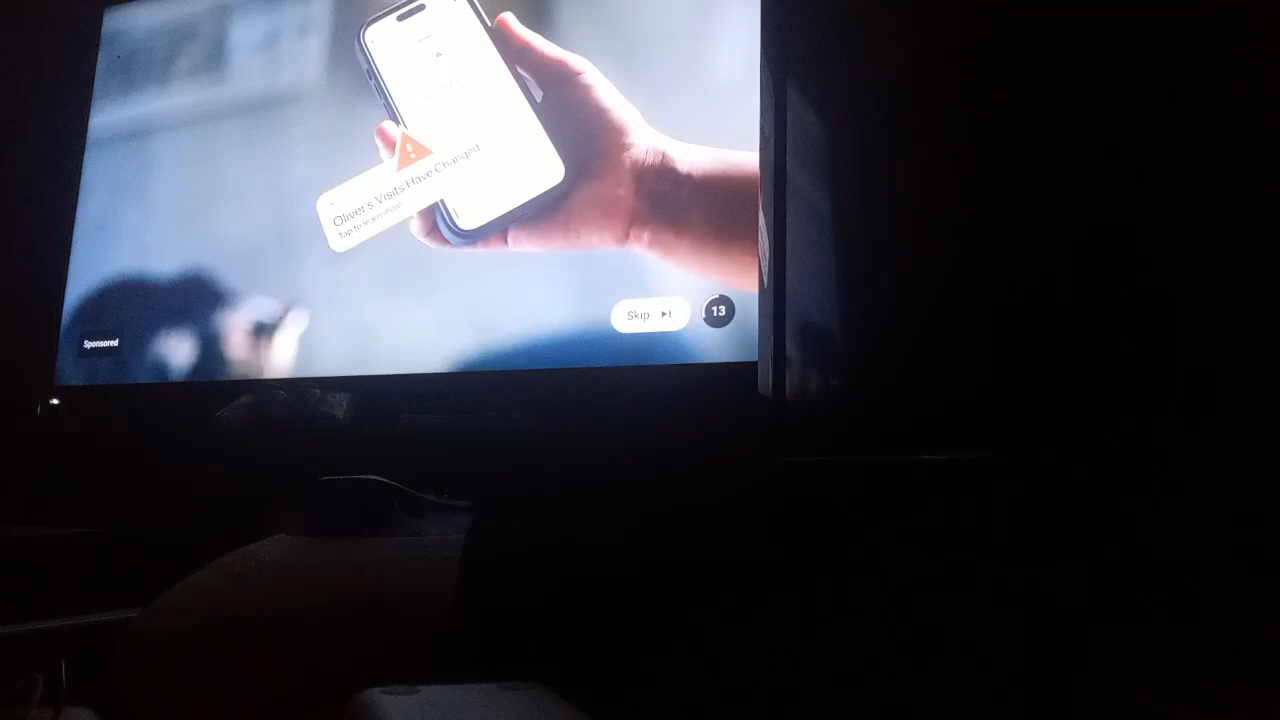 Oliver's Visits Have Changed
Tap to learn more
Skip
13
Sponsored